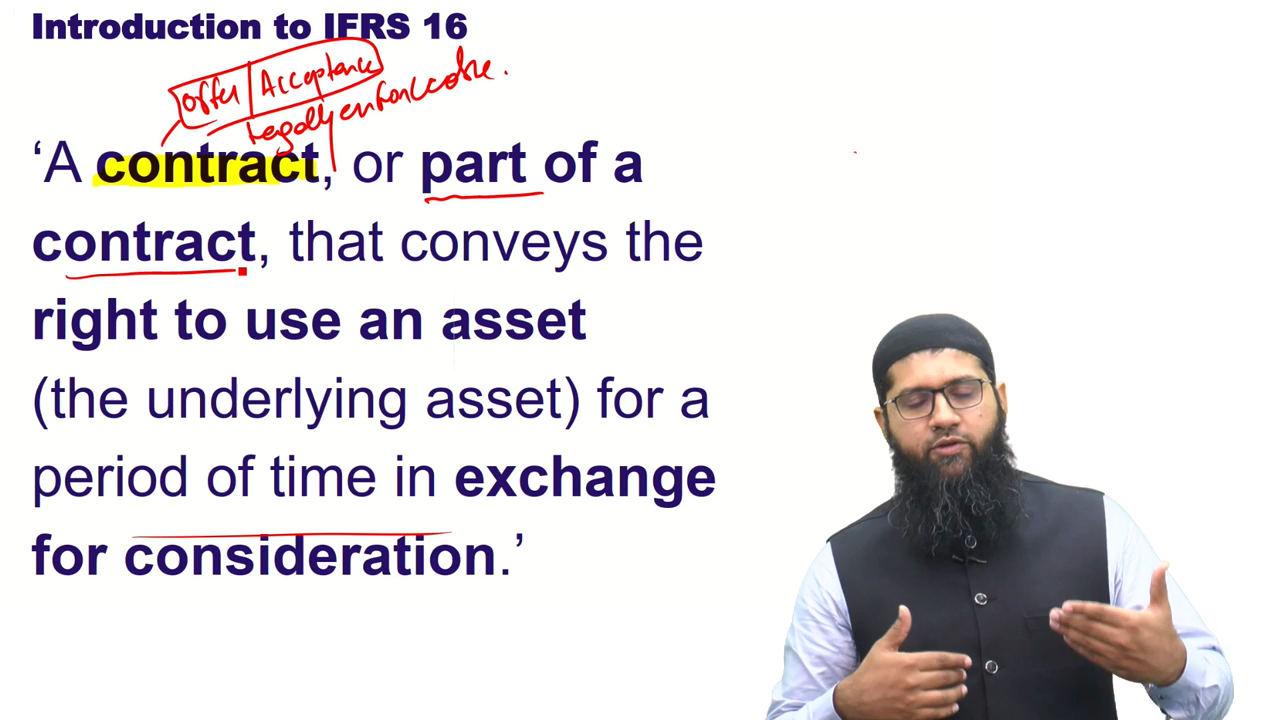 Introduction to IFRS 16
offer | Acceptance
legally enforceable.
‘A contract, or part of a
contract, that conveys the
right to use an asset
(the underlying asset) for a
period of time in exchange
for consideration.’